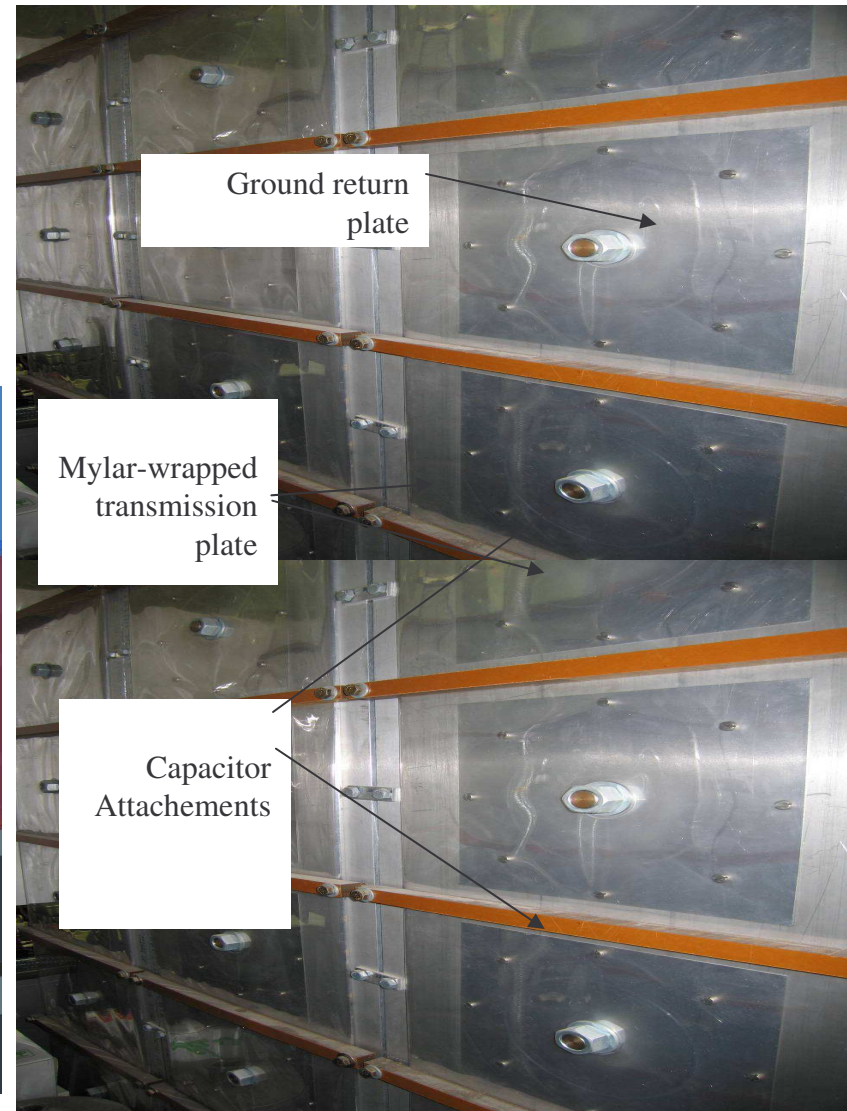 Ground return
plate
Mylar-wrapped
transmission
plate
Capacitor
Attachements